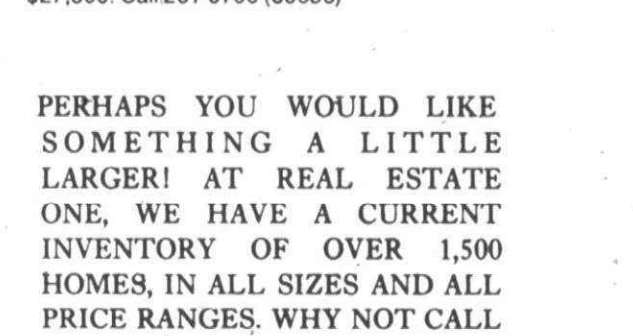 PERHAPS YOU WOULD LIKE
SOMETHING A LITTLE
LARGER! AT REAL ESTATE
ONE, WE HAVE A CURRENT
INVENTORY OF OVER 1,500
HOMES, IN ALL SIZES AND ALL
PRICE RANGES. WHY NOT CALL